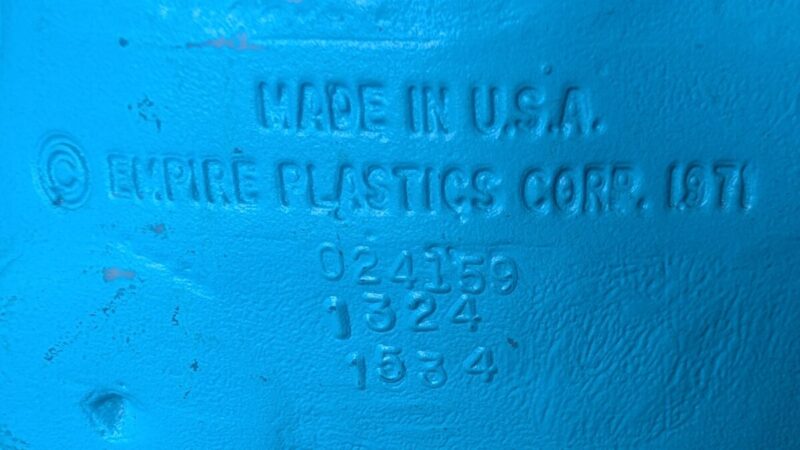 MADE IN U.S.A.
© EMPIRE PLASTICS CORP. 1971
024159
1324
1534